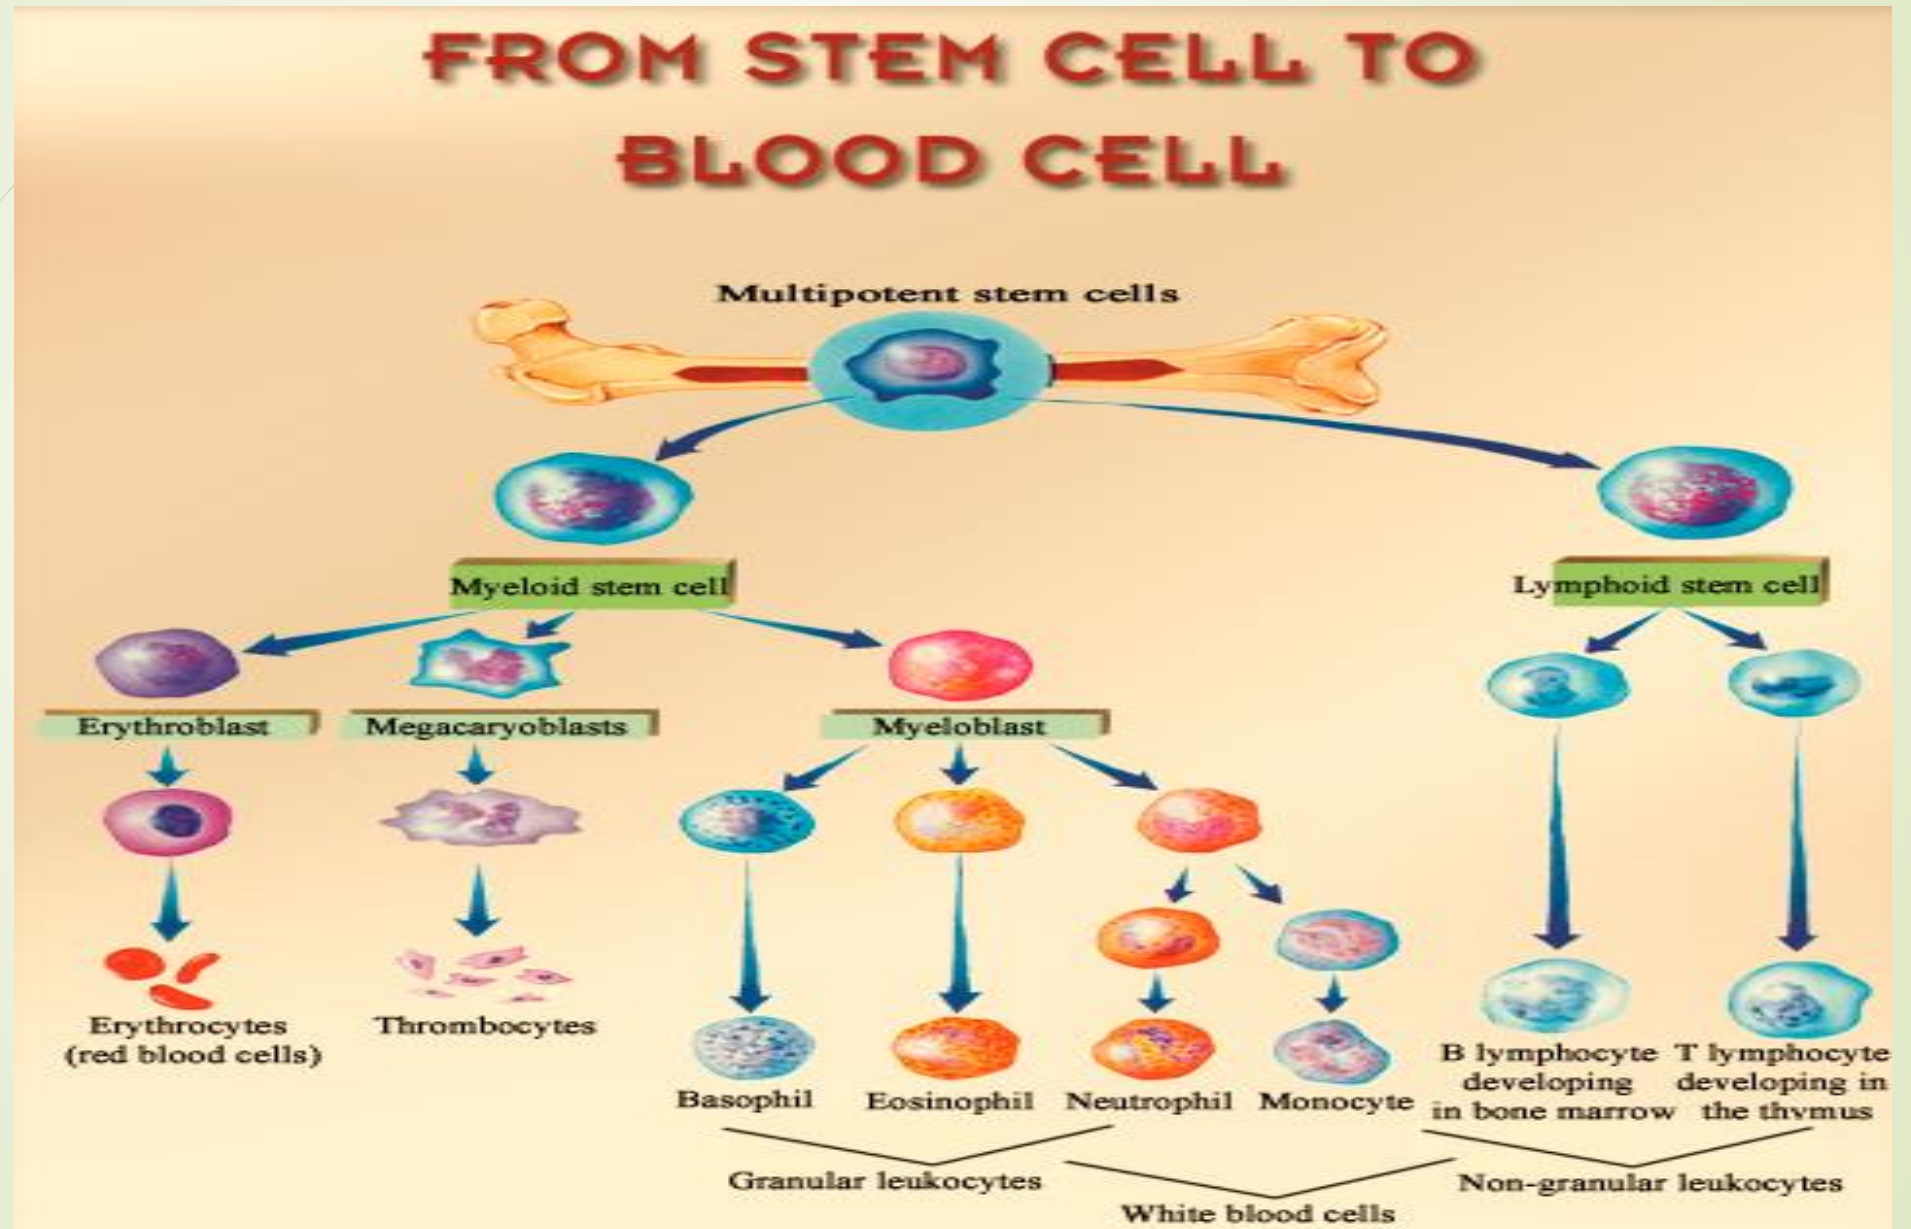 FROM STEM CELL TO
BLOOD CELL
Multipotent stem cells
Myeloid stem cell
Lymphoid stem cell
Erythroblast
Megacaryoblasts
Myeloblast
Erythrocytes
(red blood cells)
Thrombocytes
Basophil
Eosinophil
Neutrophil
Monocyte
B lymphocyte
developing
in bone marrow
T lymphocyte
developing in
the thymus
Granular leukocytes
Non-granular leukocytes
White blood cells